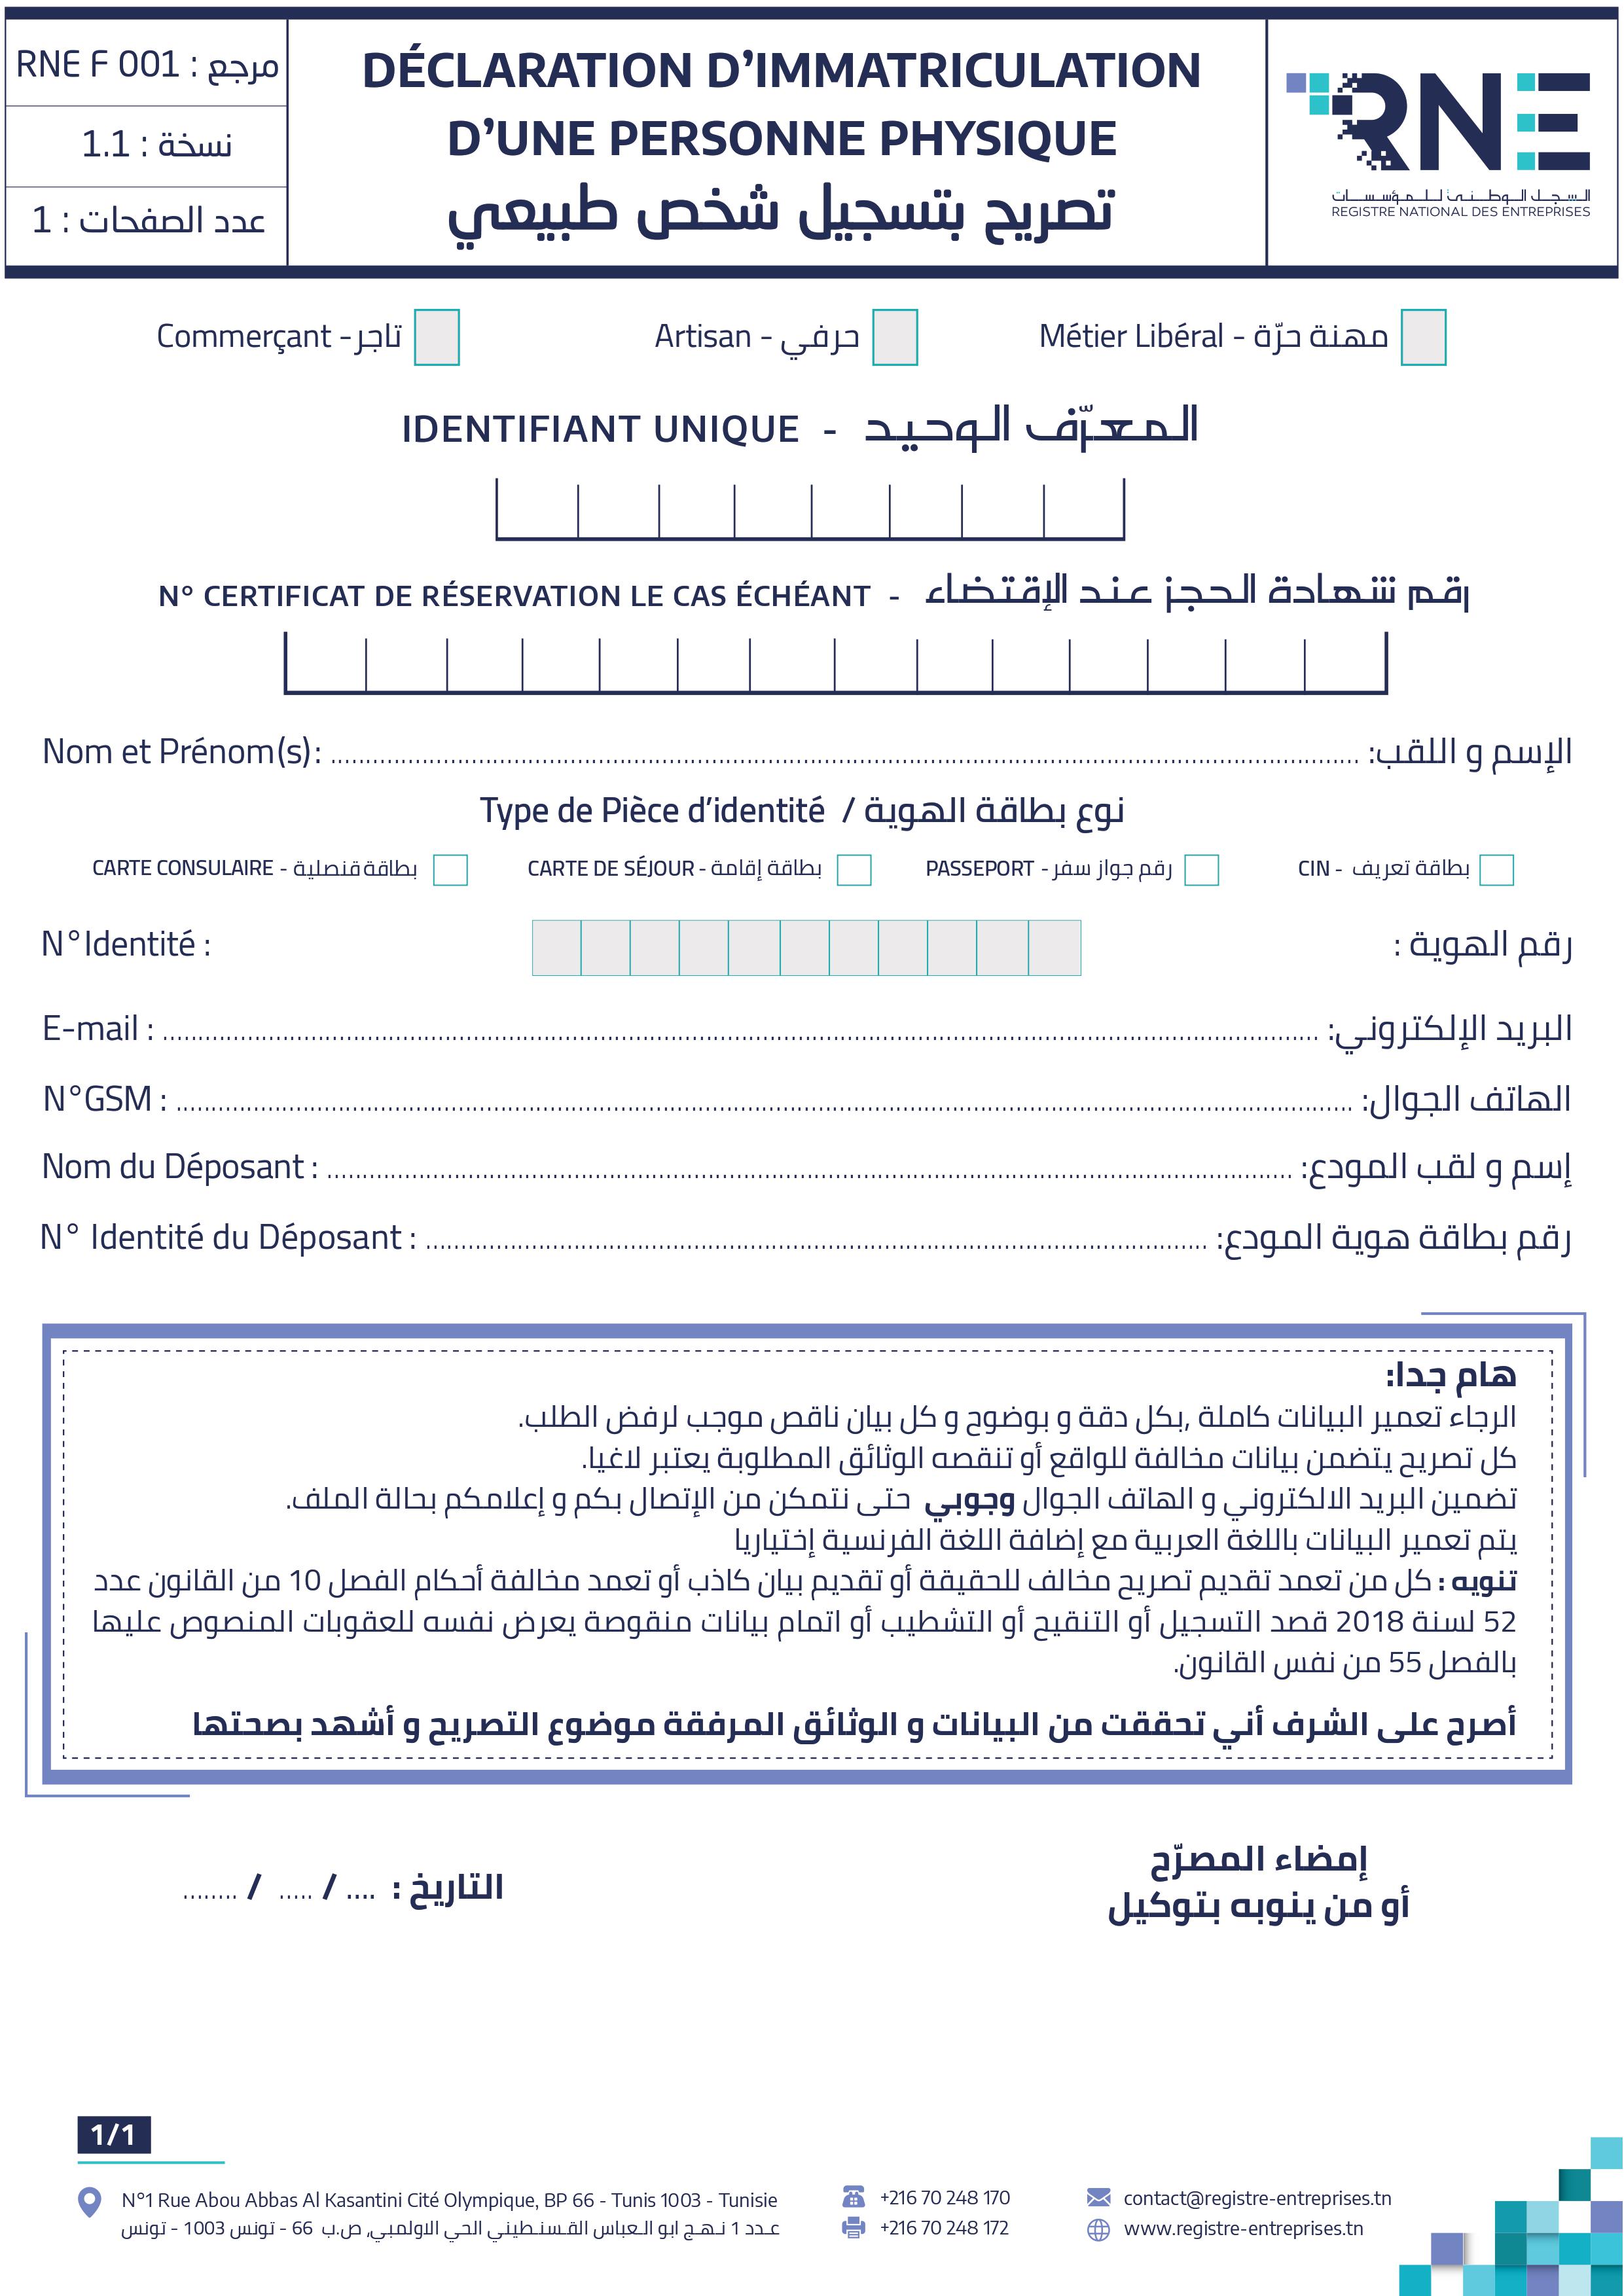 مرجع : RNE F 001
نسخة : 1.1
عدد الصفحات : 1
DÉCLARATION D’IMMATRICULATION
D’UNE PERSONNE PHYSIQUE
تصريح بتسجيل شخص طبيعي
RNE
السجل الوطني للمؤسسات
REGISTRE NATIONAL DES ENTREPRISES
Commerçant - تاجر
Artisan - حرفي
Métier Libéral - مهنة حرّة
IDENTIFIANT UNIQUE - المعرّف الوحيد
N° CERTIFICAT DE RÉSERVATION LE CAS ÉCHÉANT - رقم شهادة الحجز عند الإقتضاء
Nom et Prénom(s) : ........ الإسم و اللقب:
Type de Pièce d’identité / نوع بطاقة الهوية
CARTE CONSULAIRE - بطاقة قنصلية
CARTE DE SÉJOUR - بطاقة إقامة
PASSEPORT - رقم جواز سفر
CIN - بطاقة تعريف
N°Identité : رقم الهوية :
E-mail : ........ البريد الإلكتروني:
N°GSM : ........ الهاتف الجوال:
Nom du Déposant : ........ إسم و لقب المودع:
N° Identité du Déposant : ........ رقم بطاقة هوية المودع:
هام جدا:
الرجاء تعمير البيانات كاملة ,بكل دقة و بوضوح و كل بيان ناقص موجب لرفض الطلب.
كل تصريح يتضمن بيانات مخالفة للواقع أو تنقصه الوثائق المطلوبة يعتبر لاغيا.
تضمين البريد الالكتروني و الهاتف الجوال وجوبي حتى نتمكن من الإتصال بكم و إعلامكم بحالة الملف.
يتم تعمير البيانات باللغة العربية مع إضافة اللغة الفرنسية إختياريا
تنويه : كل من تعمد تقديم تصريح مخالف للحقيقة أو تقديم بيان كاذب أو تعمد مخالفة أحكام الفصل 10 من القانون عدد
52 لسنة 2018 قصد التسجيل أو التنقيح أو التشطيب أو اتمام بيانات منقوصة يعرض نفسه للعقوبات المنصوص عليها
بالفصل 55 من نفس القانون.
أصرح على الشرف أني تحققت من البيانات و الوثائق المرفقة موضوع التصريح و أشهد بصحتها
إمضاء المصرّح
أو من ينوبه بتوكيل
التاريخ : .... / ..... / ........
1/1
N°1 Rue Abou Abbas Al Kasantini Cité Olympique, BP 66 - Tunis 1003 - Tunisie
عدد 1 نهج ابو العباس القسنطيني الحي الاولمبي، ص.ب 66 - تونس 1003 - تونس
+216 70 248 170
+216 70 248 172
contact@registre-entreprises.tn
www.registre-entreprises.tn